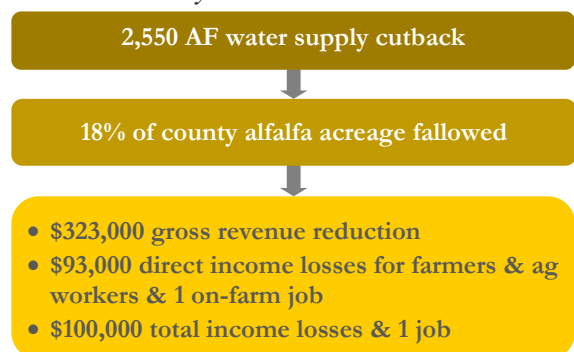 2,550 AF water supply cutback
18% of county alfalfa acreage fallowed
• $323,000 gross revenue reduction
• $93,000 direct income losses for farmers & ag
workers & 1 on-farm job
• $100,000 total income losses & 1 job